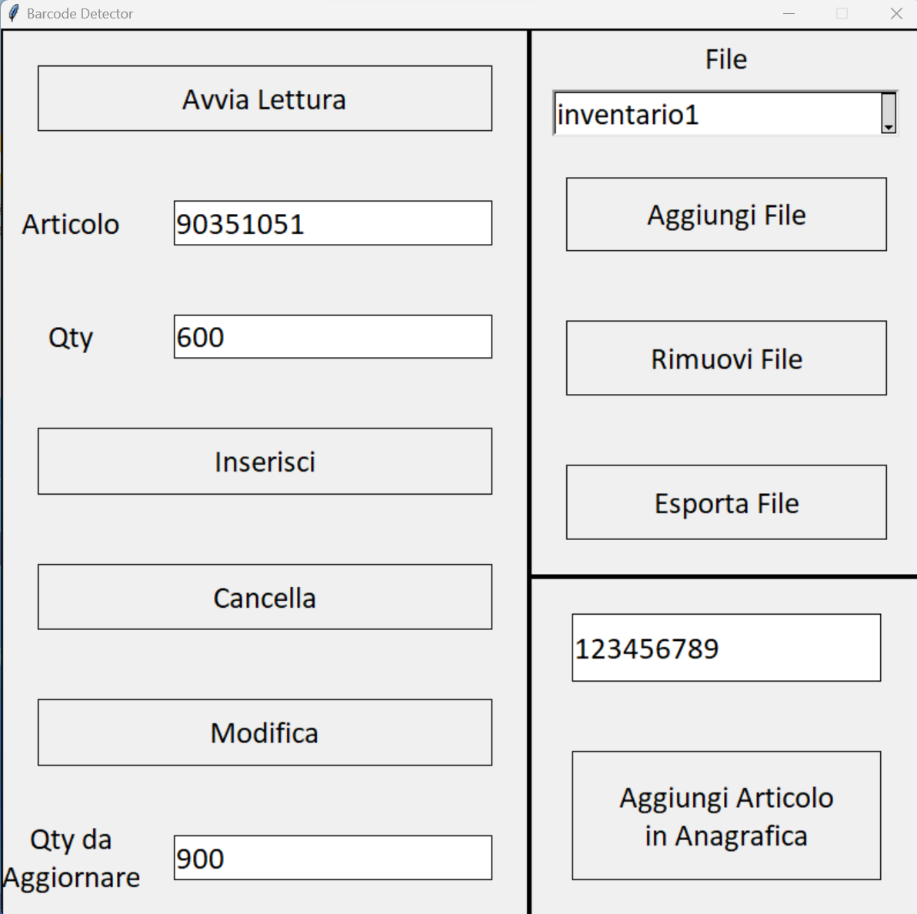 Barcode Detector
Avvia Lettura
Articolo
90351051
Qty
600
Inserisci
Cancella
Modifica
Qty da
Aggiornare
900
File
inventario1
Aggiungi File
Rimuovi File
Esporta File
123456789
Aggiungi Articolo
in Anagrafica